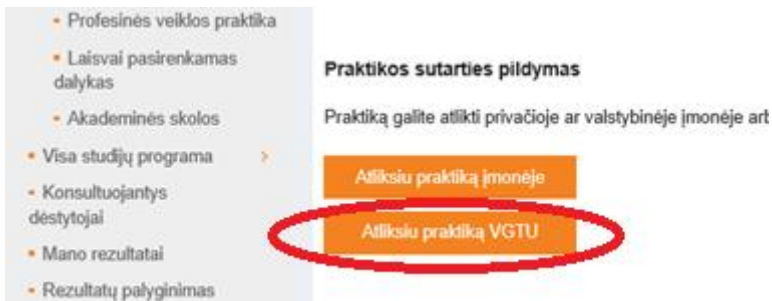 Profesinės veiklos praktika
Laisvai pasirenkamas
dalykas
Akademinės skolos
Visa studijų programa
Konsultuojantys
dėstytojai
Mano rezultatai
Rezultatų palyginimas
Praktikos sutarties pildymas
Praktiką galite atlikti privačioje ar valstybinėje įmonėje arb
Atliksiu praktiką įmonėje
Atliksiu praktiką VGTU